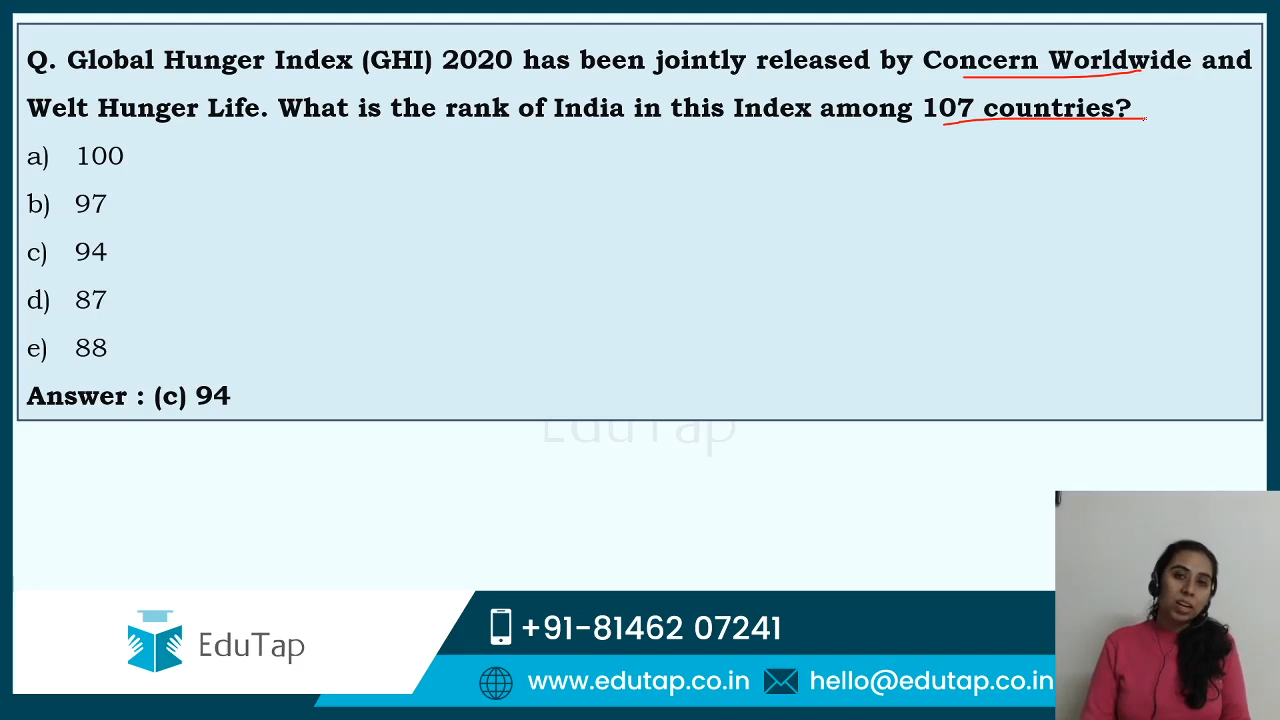 Q. Global Hunger Index (GHI) 2020 has been jointly released by Concern Worldwide and
Welt Hunger Life. What is the rank of India in this Index among 107 countries?
a) 100
b) 97
c) 94
d) 87
e) 88
Answer : (c) 94
EduTap
EduTap
+91-81462 07241
www.edutap.co.in
hello@edutap.co.in